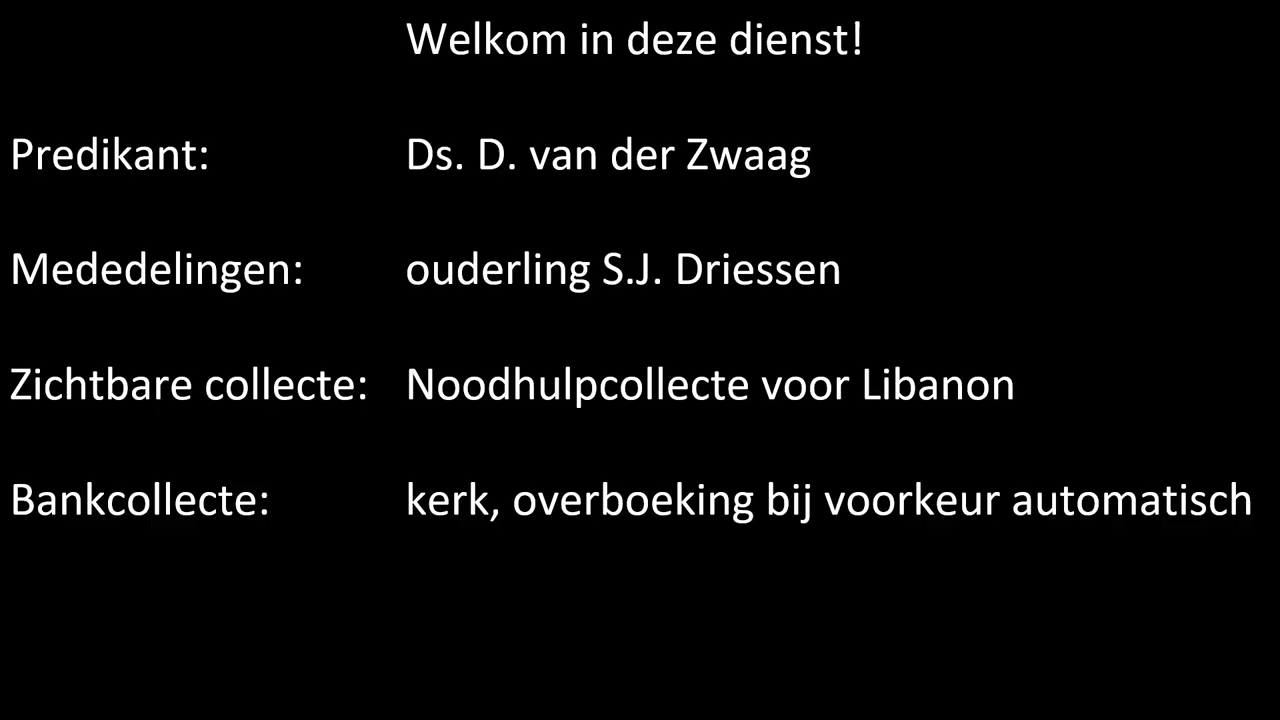 Welkom in deze dienst!
Predikant: Ds. D. van der Zwaag
Mededelingen: ouderling S.J. Driessen
Zichtbare collecte: Noodhulpcollecte voor Libanon
Bankcollecte: kerk, overboeking bij voorkeur automatisch